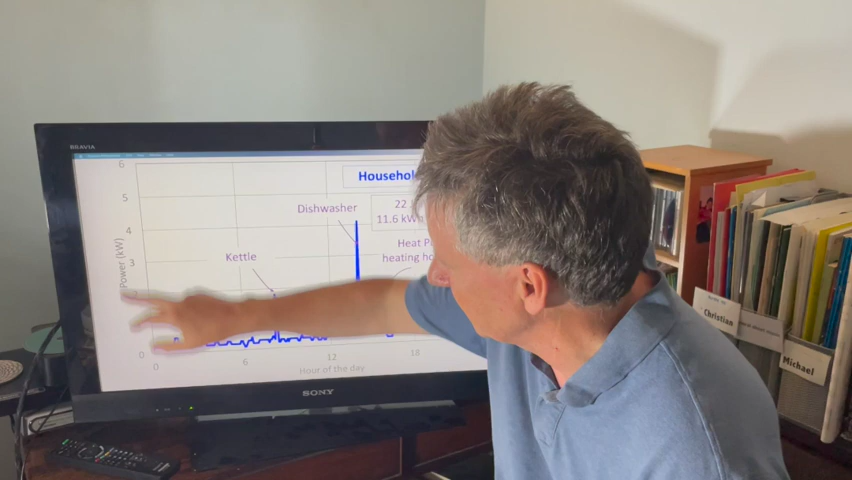 BRAVIA
6
Househol
5
Dishwasher
22
11.6 kW
4
Heat P
heating ho
Kettle
3
Power (kW)
0
0
6
12
18
Hour of the day
SONY
Christian
Michael